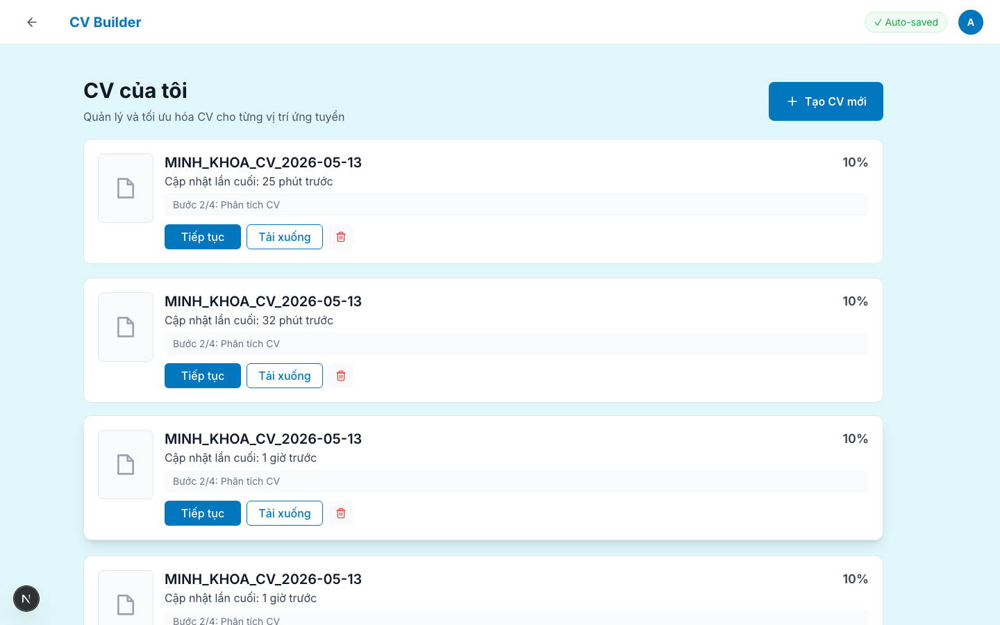 CV Builder
✓ Auto-saved
A
CV của tôi
Quản lý và tối ưu hóa CV cho từng vị trí ứng tuyển
+ Tạo CV mới
MINH_KHOA_CV_2026-05-13
10%
Cập nhật lần cuối: 25 phút trước
Bước 2/4: Phân tích CV
Tiếp tục
Tải xuống
MINH_KHOA_CV_2026-05-13
10%
Cập nhật lần cuối: 32 phút trước
Bước 2/4: Phân tích CV
Tiếp tục
Tải xuống
MINH_KHOA_CV_2026-05-13
10%
Cập nhật lần cuối: 1 giờ trước
Bước 2/4: Phân tích CV
Tiếp tục
Tải xuống
MINH_KHOA_CV_2026-05-13
10%
Cập nhật lần cuối: 1 giờ trước
Bước 2/4: Phân tích CV
N